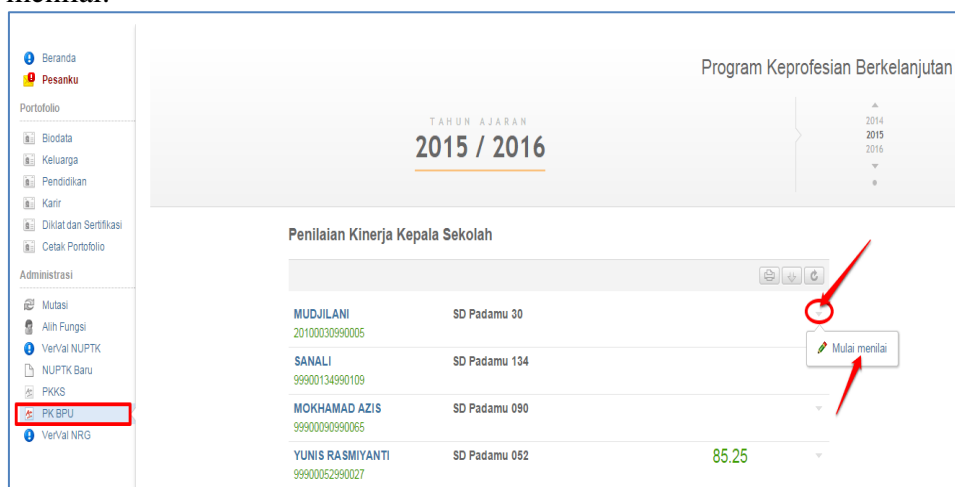 Beranda
Pesanku
Portofolio
Biodata
Keluarga
Pendidikan
Karir
Diklat dan Sertifikasi
Cetak Portofolio
Administrasi
Mutasi
Alih Fungsi
VerVal NUPTK
NUPTK Baru
PKKS
PK BPU
VerVal NRG
Program Keprofesian Berkelanjutan
TAHUN AJARAN
2015 / 2016
2014
2015
2016
Penilaian Kinerja Kepala Sekolah
MUDJILANI SD Padamu 30
20100030990005
Mulai menilai
SANALI SD Padamu 134
99900134990109
MOKHAMAD AZIS SD Padamu 090
99900090990065
YUNIS RASMIYANTI SD Padamu 052 85.25
99900052990027